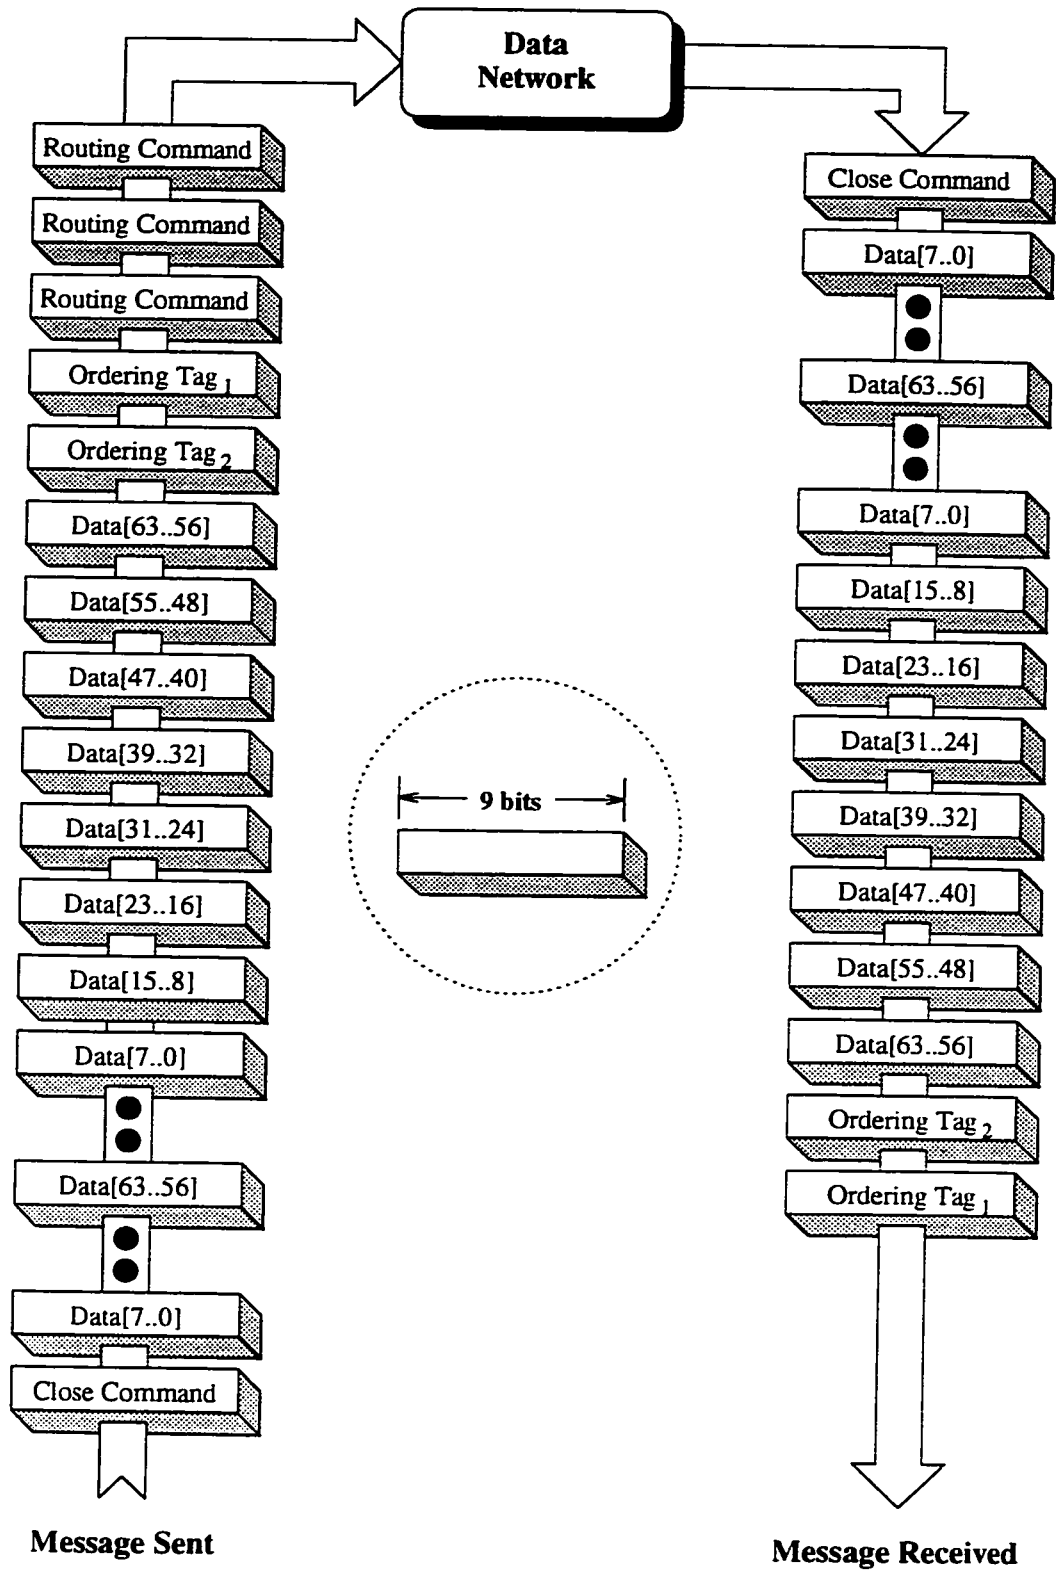 Data
Network
Routing Command
Routing Command
Routing Command
Ordering Tag 1
Ordering Tag 2
Data[63..56]
Data[55..48]
Data[47..40]
Data[39..32]
Data[31..24]
Data[23..16]
Data[15..8]
Data[7..0]
Data[63..56]
Data[7..0]
Close Command
Message Sent
9 bits
Close Command
Data[7..0]
Data[63..56]
Data[7..0]
Data[15..8]
Data[23..16]
Data[31..24]
Data[39..32]
Data[47..40]
Data[55..48]
Data[63..56]
Ordering Tag 2
Ordering Tag 1
Message Received